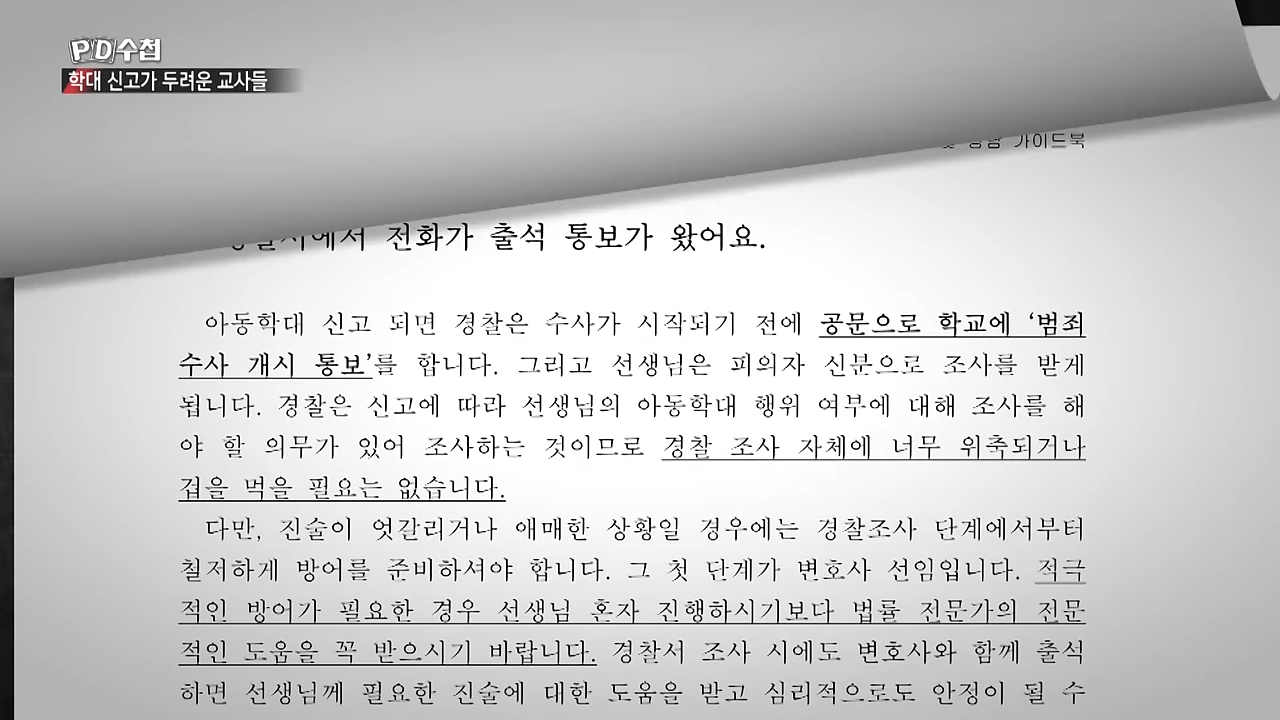 PD수첩
학대 신고가 두려운 교사들
가이드북
전화가 출석 통보가 왔어요.
아동학대 신고 되면 경찰은 수사가 시작되기 전에 공문으로 학교에 ‘범죄
수사 개시 통보’를 합니다. 그리고 선생님은 피의자 신분으로 조사를 받게
됩니다. 경찰은 신고에 따라 선생님의 아동학대 행위 여부에 대해 조사를 해
야 할 의무가 있어 조사하는 것이므로 경찰 조사 자체에 너무 위축되거나
겁을 먹을 필요는 없습니다.
다만, 진술이 엇갈리거나 애매한 상황일 경우에는 경찰조사 단계에서부터
철저하게 방어를 준비하셔야 합니다. 그 첫 단계가 변호사 선임입니다. 적극
적인 방어가 필요한 경우 선생님 혼자 진행하시기보다 법률 전문가의 전문
적인 도움을 꼭 받으시기 바랍니다. 경찰서 조사 시에도 변호사와 함께 출석
하면 선생님께 필요한 진술에 대한 도움을 받고 심리적으로도 안정이 될 수